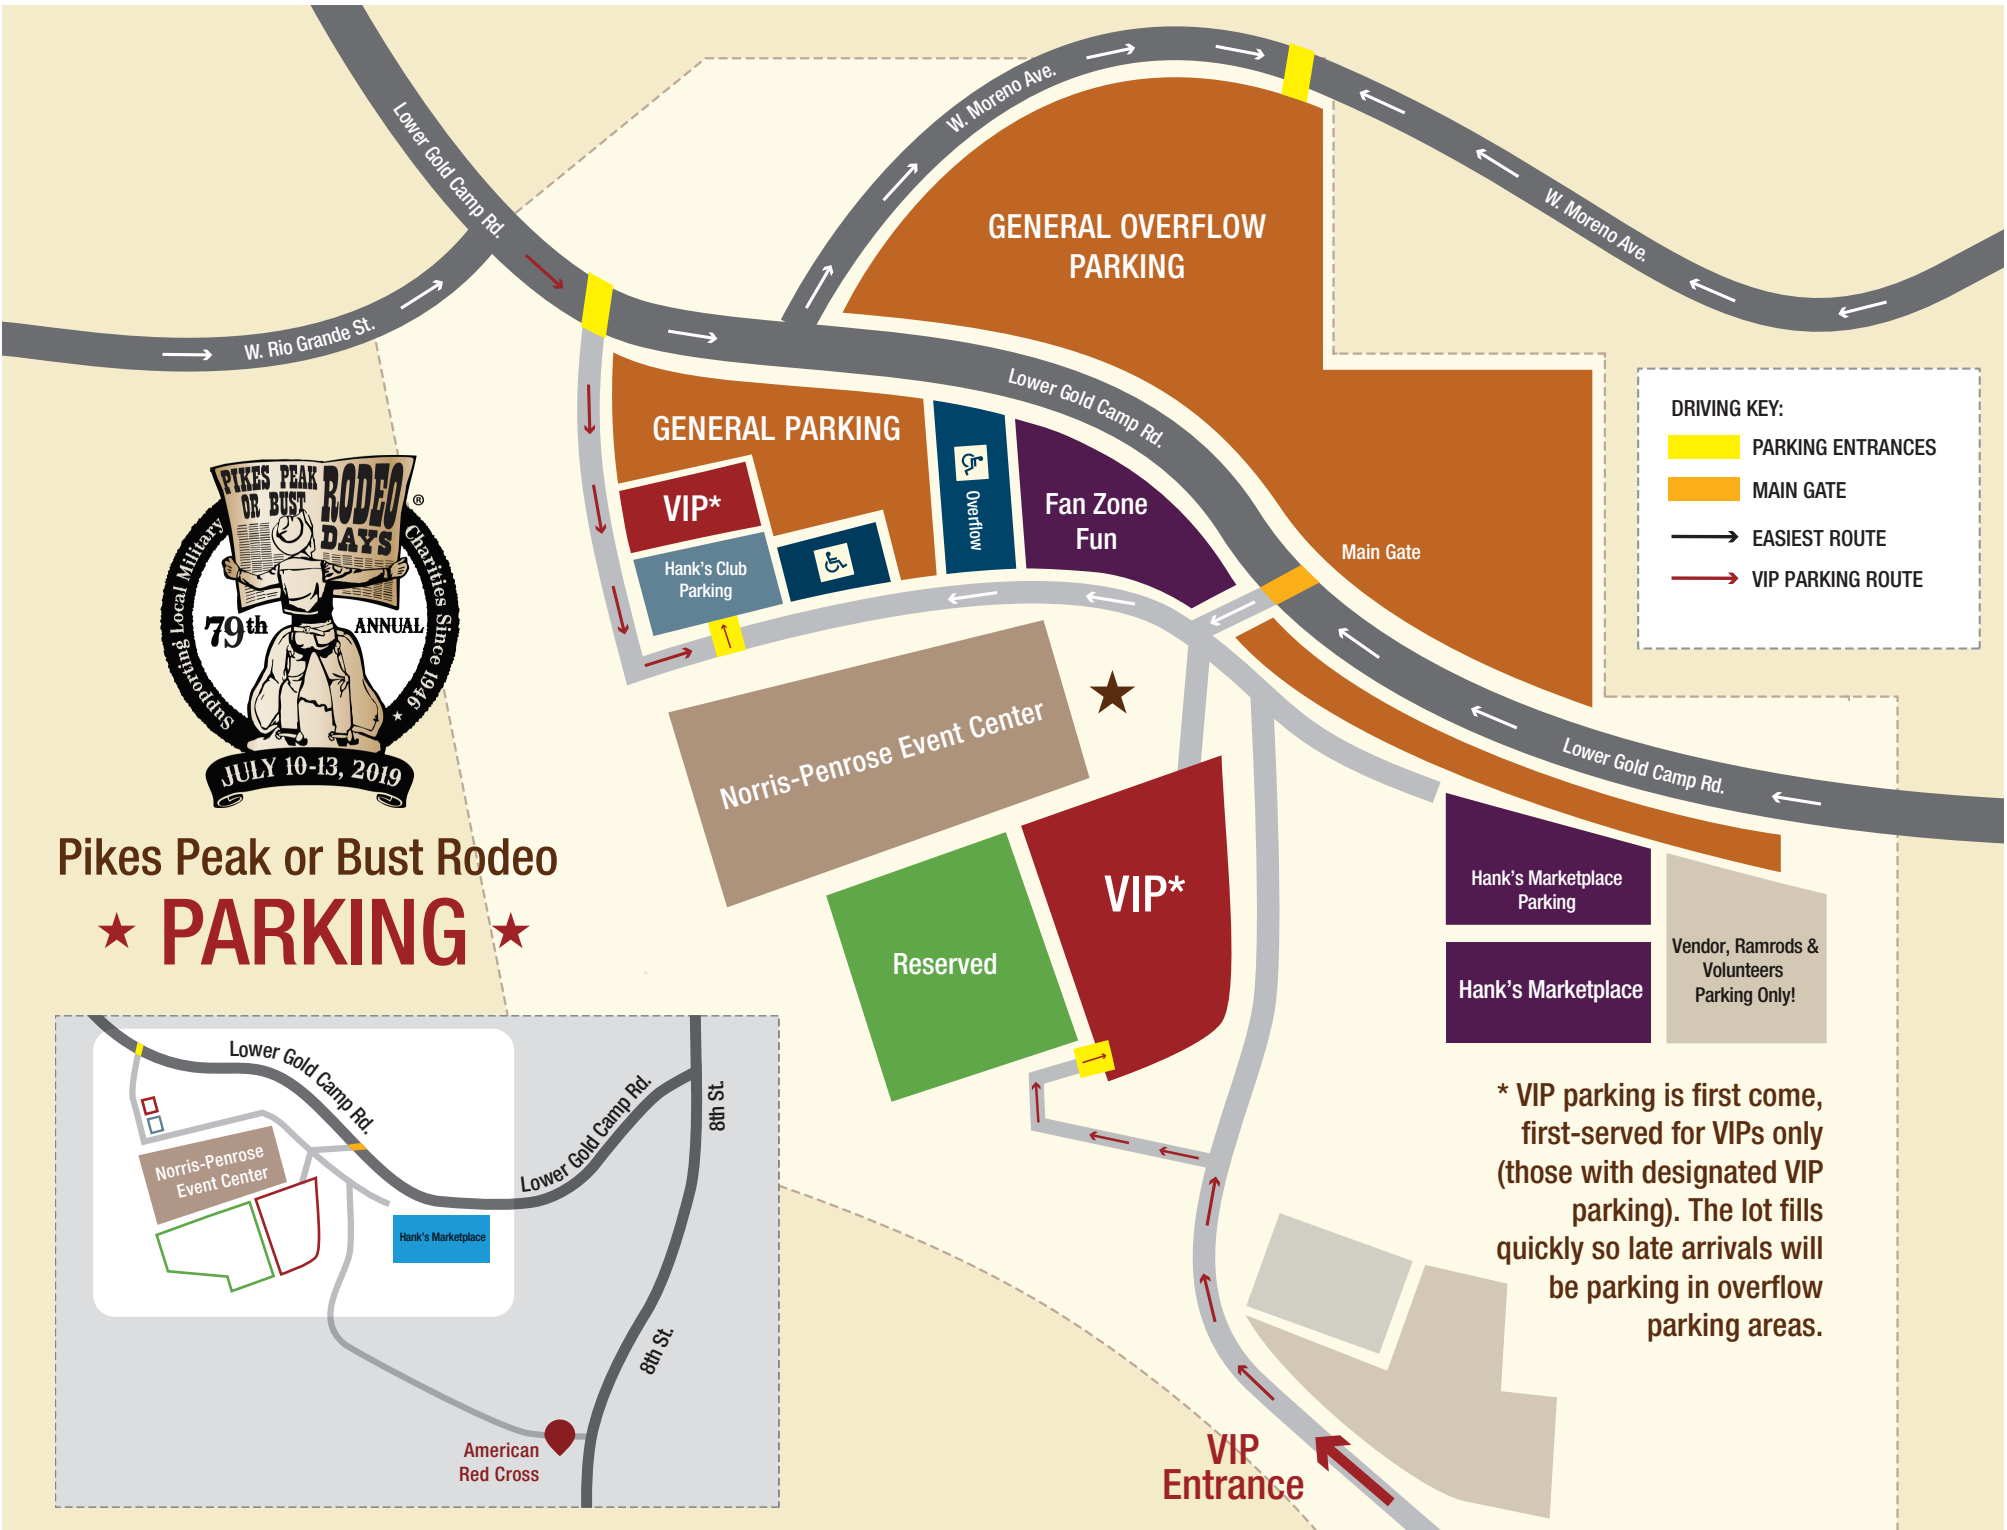 Lower Gold Camp Rd.
W. Rio Grande St.
W. Moreno Ave.
W. Moreno Ave.
GENERAL OVERFLOW
PARKING
Lower Gold Camp Rd.
GENERAL PARKING
VIP*
Hank's Club
Parking
Overflow
Fan Zone
Fun
Main Gate
Lower Gold Camp Rd.
DRIVING KEY:
PARKING ENTRANCES
MAIN GATE
EASIEST ROUTE
VIP PARKING ROUTE
PIKES PEAK
OR BUST
RODEO
DAYS
®
Supporting Local Military
Charities Since 1946
79th
ANNUAL
JULY 10-13, 2019
Pikes Peak or Bust Rodeo
PARKING
Norris-Penrose Event Center
VIP*
Reserved
Hank's Marketplace
Parking
Hank's Marketplace
Vendor, Ramrods &
Volunteers
Parking Only!
* VIP parking is first come,
first-served for VIPs only
(those with designated VIP
parking). The lot fills
quickly so late arrivals will
be parking in overflow
parking areas.
VIP
Entrance
Lower Gold Camp Rd.
Lower Gold Camp Rd.
8th St.
8th St.
Norris-Penrose
Event Center
Hank's Marketplace
American
Red Cross